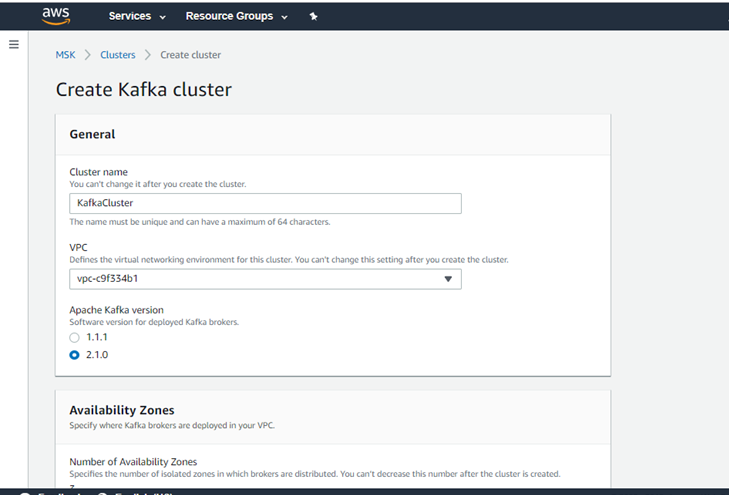 aws Services Resource Groups
MSK > Clusters > Create cluster
Create Kafka cluster
General
Cluster name
You can't change it after you create the cluster.
KafkaCluster
The name must be unique and can have a maximum of 64 characters.
VPC
Defines the virtual networking environment for this cluster. You can't change this setting after you create the cluster.
vpc-c9f334b1
Apache Kafka version
Software version for deployed Kafka brokers.
1.1.1
2.1.0
Availability Zones
Specify where Kafka brokers are deployed in your VPC.
Number of Availability Zones
Specifies the number of isolated zones in which brokers are distributed. You can't decrease this number after the cluster is created.